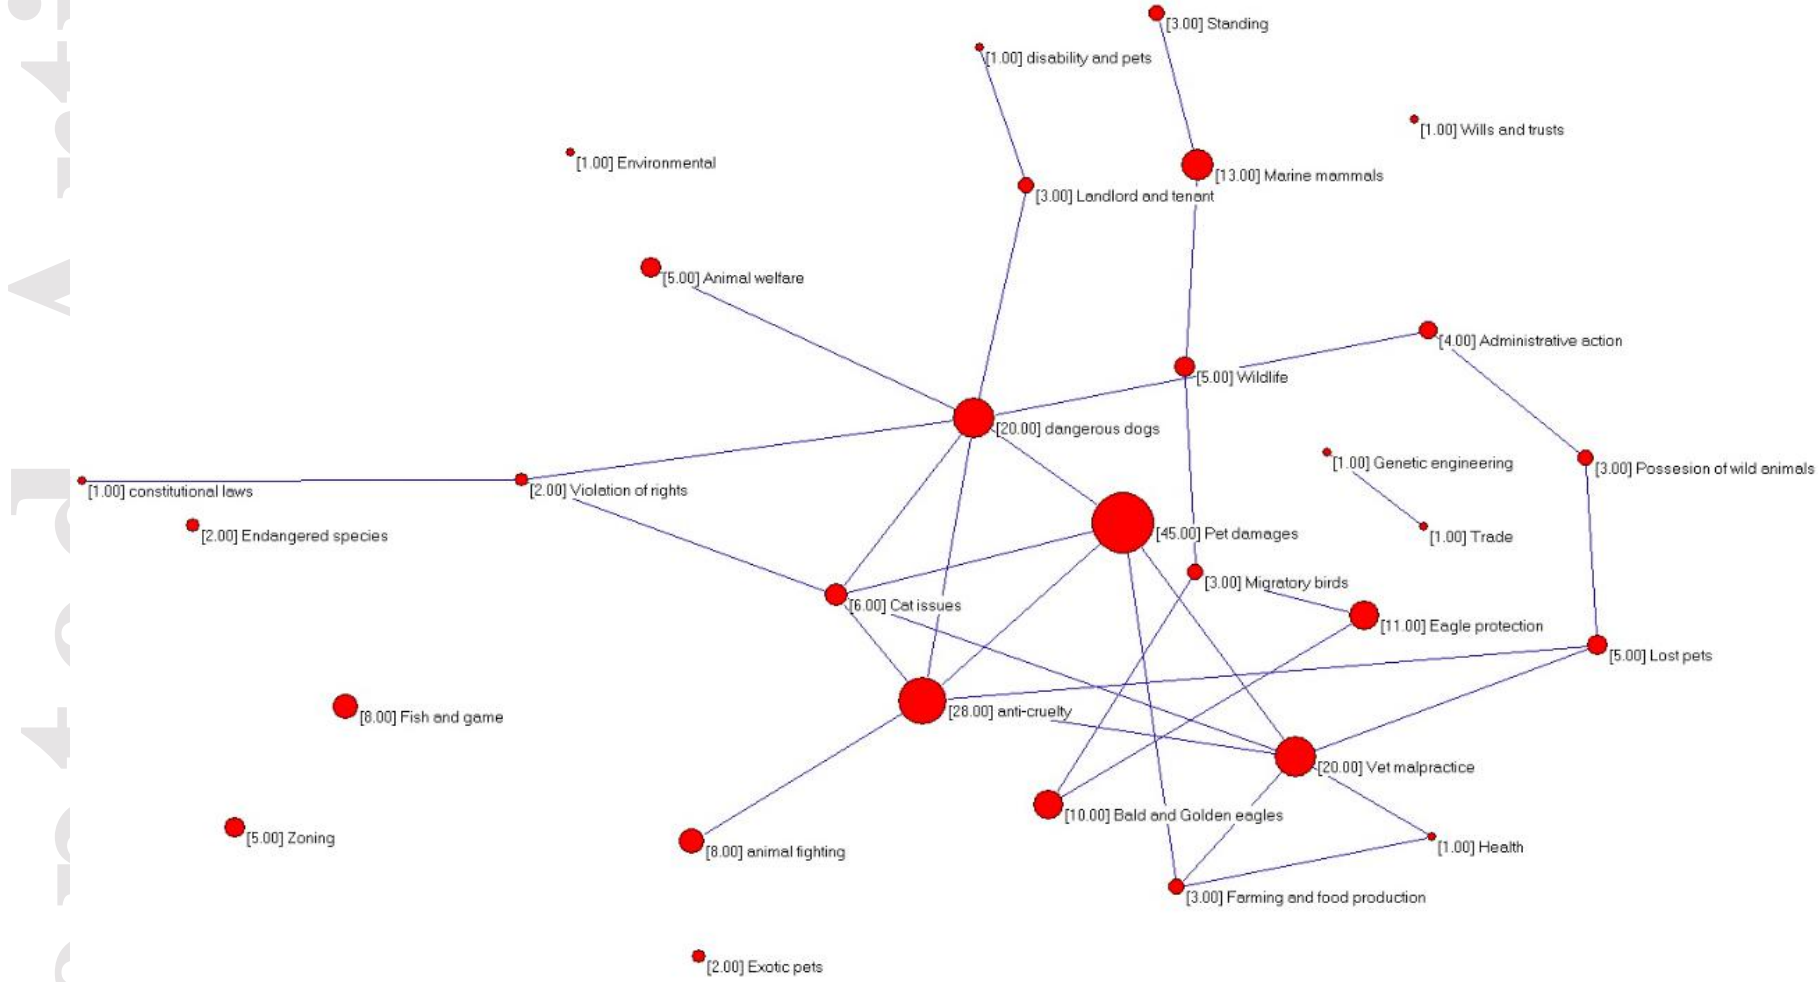 [3.00] Standing
[1.00] disability and pets
[1.00] Wills and trusts
[1.00] Environmental
[13.00] Marine mammals
[3.00] Landlord and tenant
[5.00] Animal welfare
[4.00] Administrative action
[5.00] Wildlife
[20.00] dangerous dogs
[1.00] Genetic engineering
[3.00] Possesion of wild animals
[1.00] constitutional laws
[2.00] Violation of rights
[2.00] Endangered species
[45.00] Pet damages
[1.00] Trade
[3.00] Migratory birds
[6.00] Cat issues
[11.00] Eagle protection
[5.00] Lost pets
[28.00] anti-cruelty
[8.00] Fish and game
[20.00] Vet malpractice
[10.00] Bald and Golden eagles
[5.00] Zoning
[8.00] animal fighting
[1.00] Health
[3.00] Farming and food production
[2.00] Exotic pets